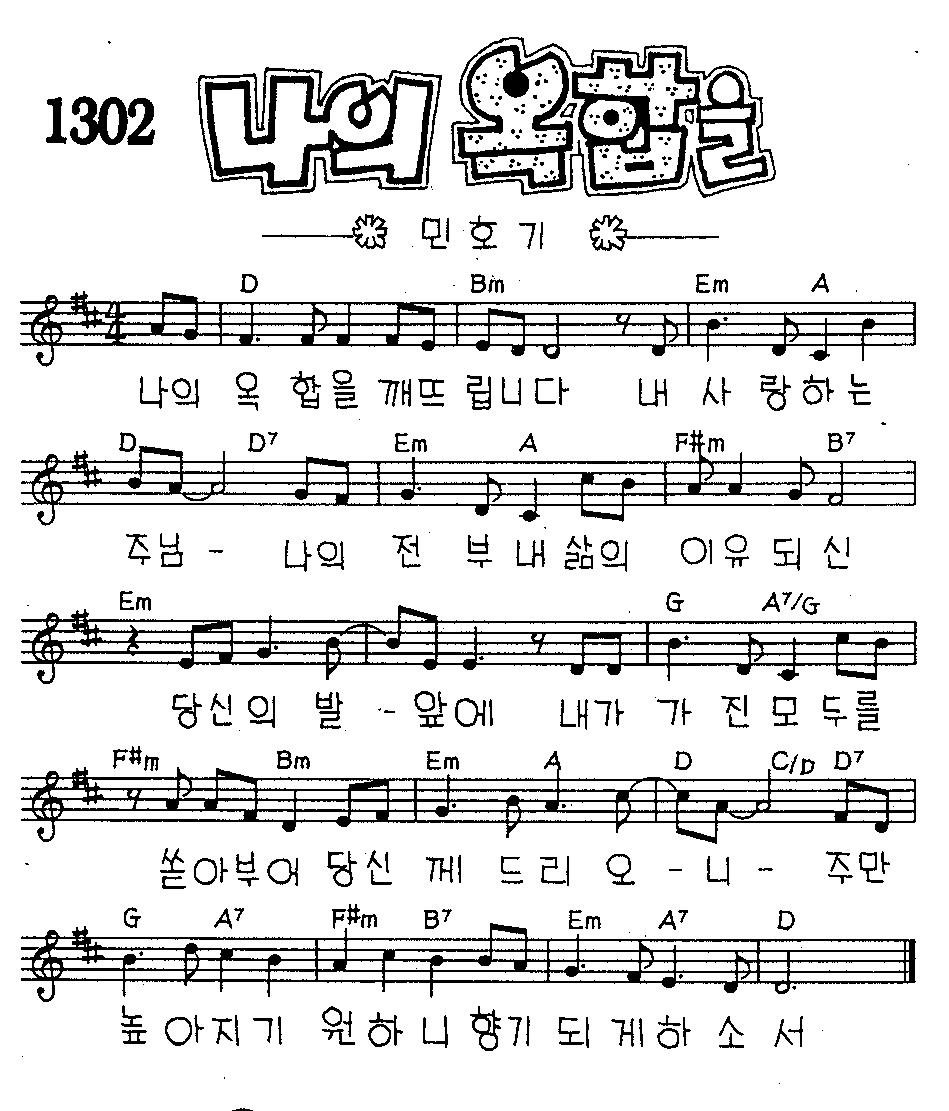 1302 나의 옥합을
민호기
D Bm Em A
나의 옥 합을 깨뜨 립니다 내 사 랑하는
D D7 Em A F#m B7
주님 - 나의 전 부 내 삶의 이유 되 신
Em G A7/G
당신의 발 - 앞에 내가 가 진 모 두를
F#m Bm Em A D C/D D7
쏟아부어 당신 께 드리 오 - 니 - 주만
G A7 F#m B7 Em A7 D
높 아지기 원하니 향기 되 게하 소 서